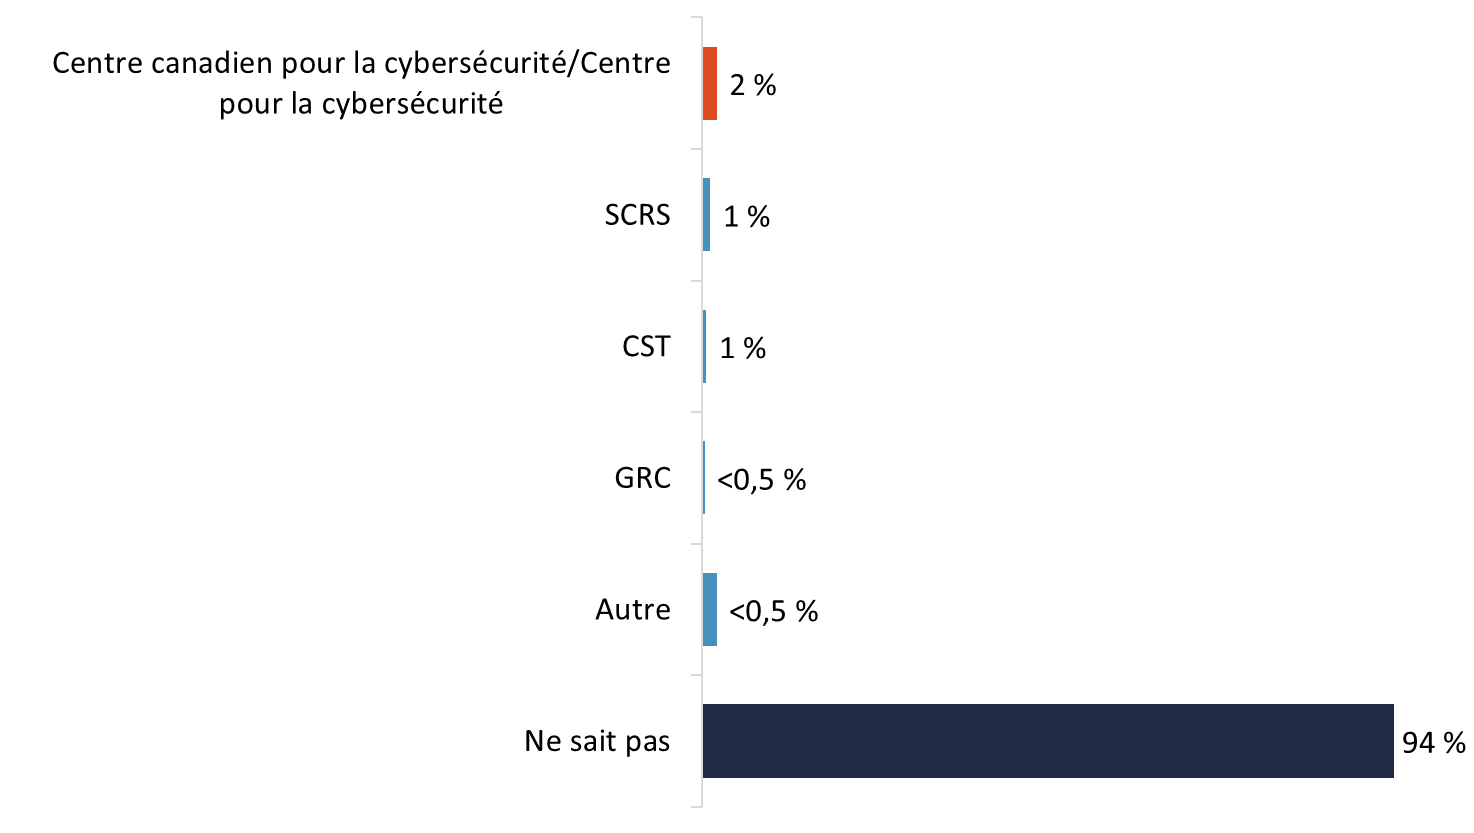 Centre canadien pour la cybersécurité/Centre
pour la cybersécurité
2 %
SCRS
1 %
CST
1 %
GRC
<0,5 %
Autre
<0,5 %
Ne sait pas
94 %